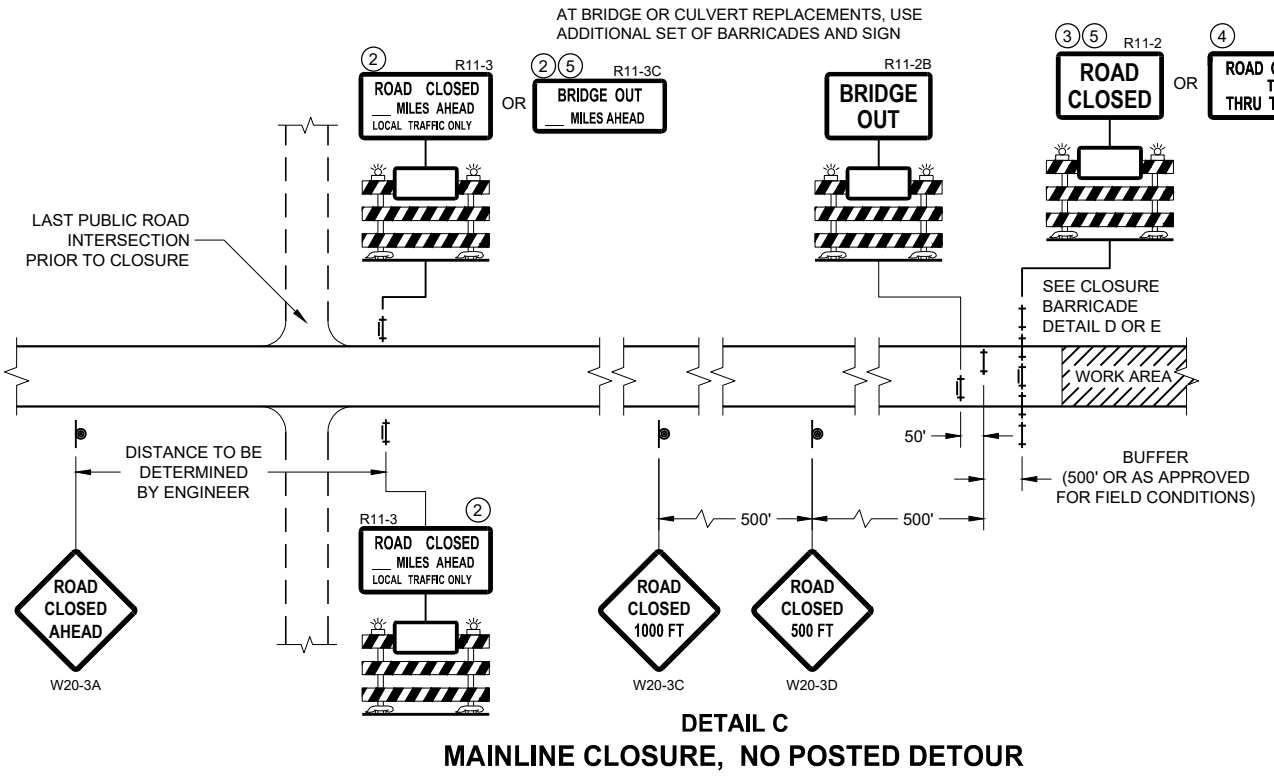 AT BRIDGE OR CULVERT REPLACEMENTS, USE
ADDITIONAL SET OF BARRICADES AND SIGN
2
R11-3
ROAD CLOSED
___ MILES AHEAD
LOCAL TRAFFIC ONLY
OR
2 5
R11-3C
BRIDGE OUT
___ MILES AHEAD
R11-2B
BRIDGE
OUT
3 5
R11-2
ROAD
CLOSED
OR
4
ROAD
THRU
LAST PUBLIC ROAD
INTERSECTION
PRIOR TO CLOSURE
SEE CLOSURE
BARRICADE
DETAIL D OR E
WORK AREA
DISTANCE TO BE
DETERMINED
BY ENGINEER
50'
BUFFER
(500' OR AS APPROVED
FOR FIELD CONDITIONS)
500'
500'
R11-3
2
ROAD CLOSED
___ MILES AHEAD
LOCAL TRAFFIC ONLY
ROAD
CLOSED
AHEAD
W20-3A
ROAD
CLOSED
1000 FT
W20-3C
ROAD
CLOSED
500 FT
W20-3D
DETAIL C
MAINLINE CLOSURE, NO POSTED DETOUR